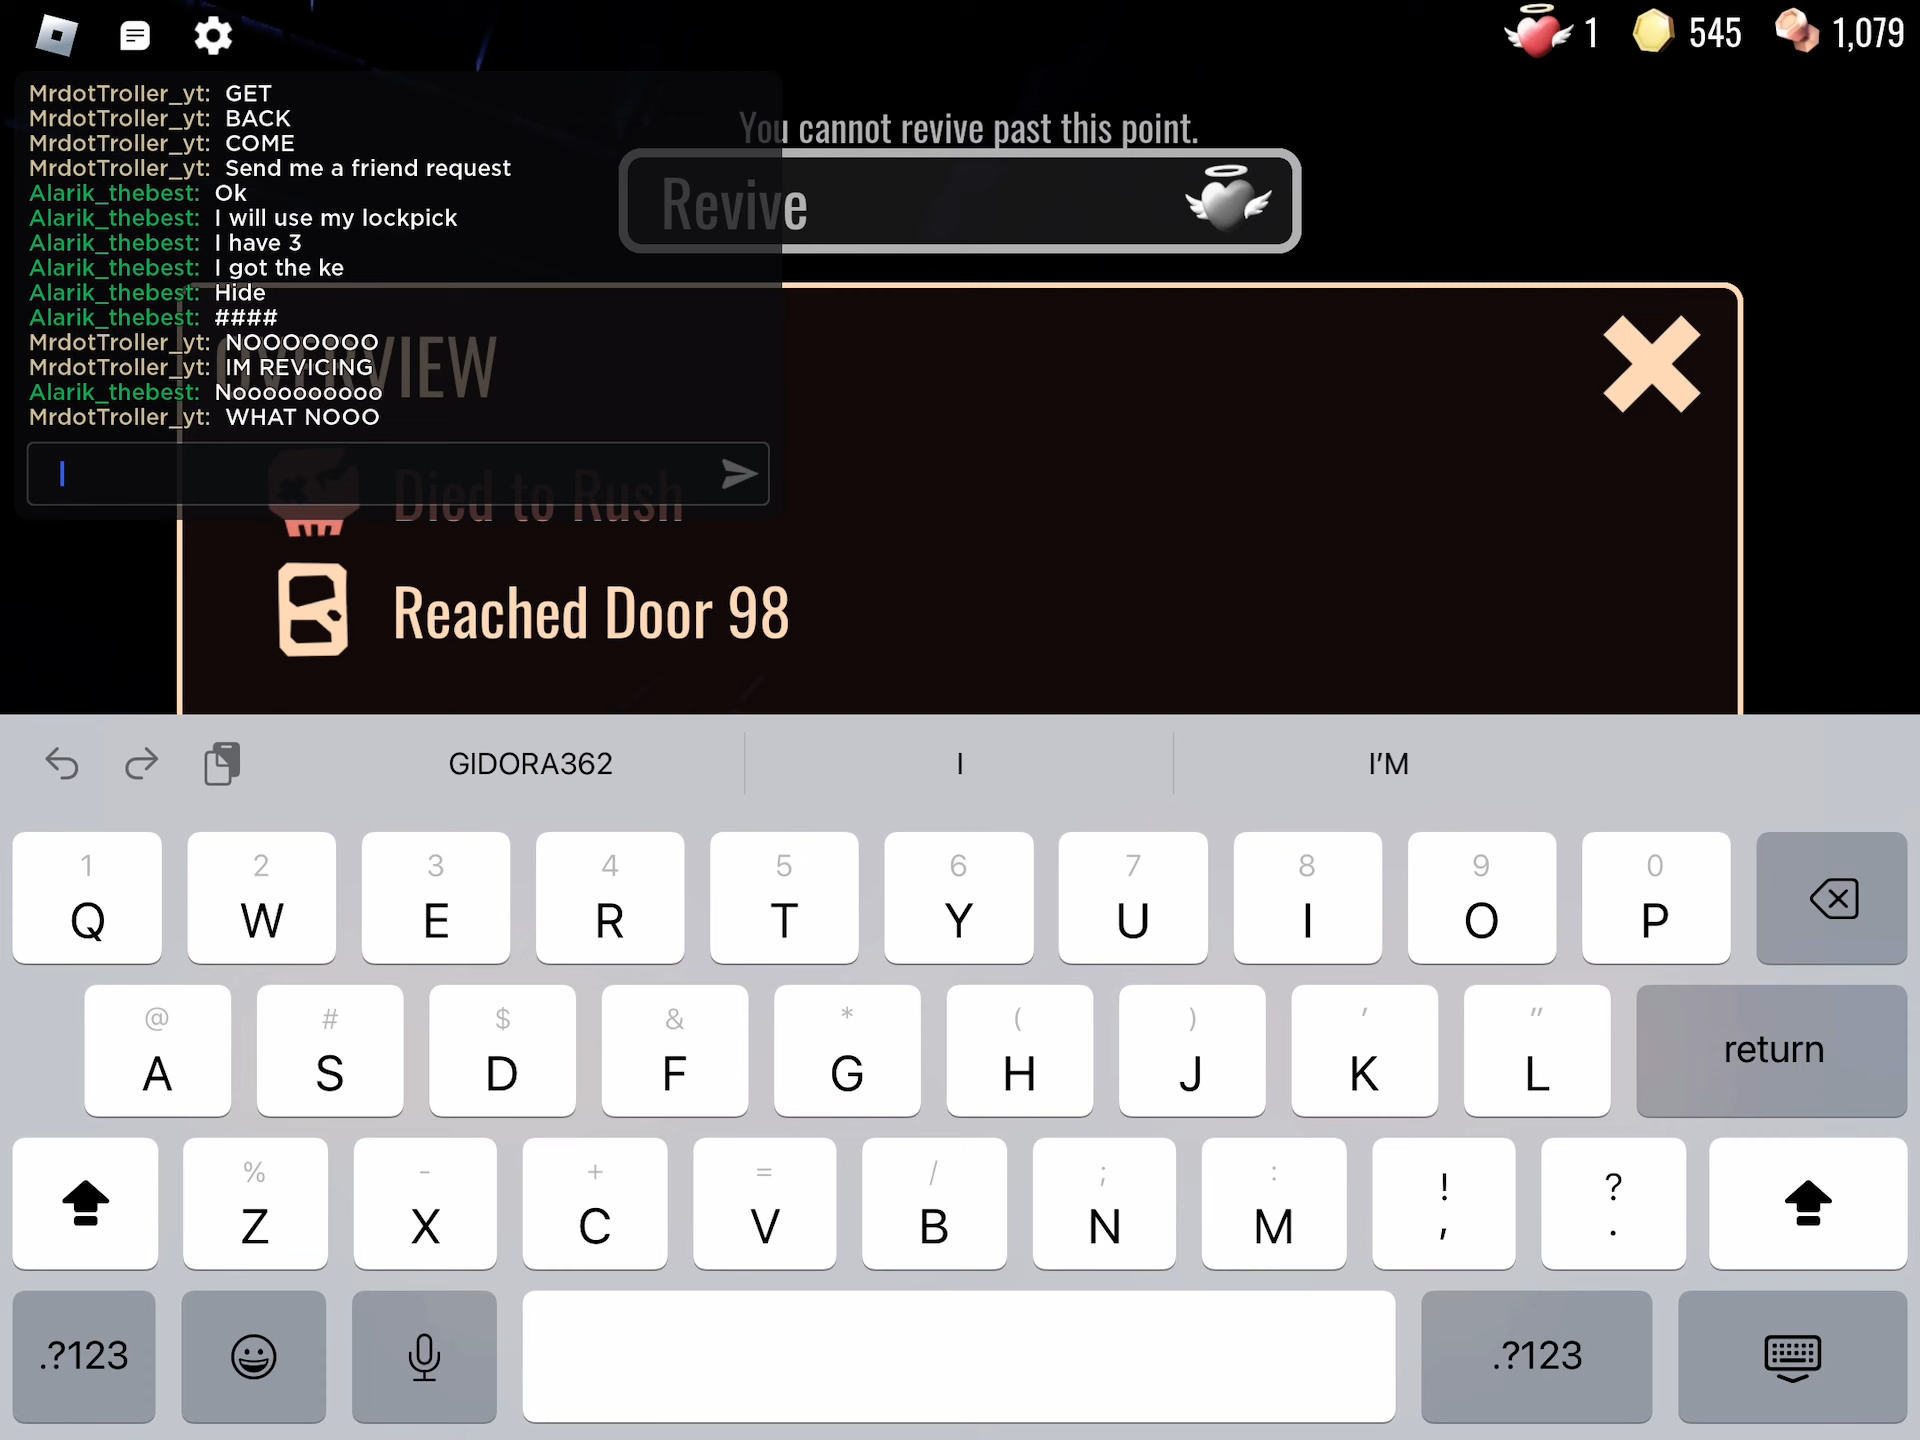 1 545 1,079
MrdotTroller_yt: GET
MrdotTroller_yt: BACK
MrdotTroller_yt: COME
MrdotTroller_yt: Send me a friend request
Alarik_thebest: Ok
Alarik_thebest: I will use my lockpick
Alarik_thebest: I have 3
Alarik_thebest: I got the ke
Alarik_thebest: Hide
Alarik_thebest: ####
MrdotTroller_yt: NOOOOOOO
MrdotTroller_yt: IM REVICING
Alarik_thebest: Noooooooooo
MrdotTroller_yt: WHAT NOOO
You cannot revive past this point.
Revive
OVERVIEW
Died to Rush
Reached Door 98
GIDORA362 I I'M
1 2 3 4 5 6 7 8 9 0
Q W E R T Y U I O P
@ # $ & * ( ) ' "
A S D F G H J K L return
% - + = / ; : ! ?
Z X C V B N M , .
.?123 .?123